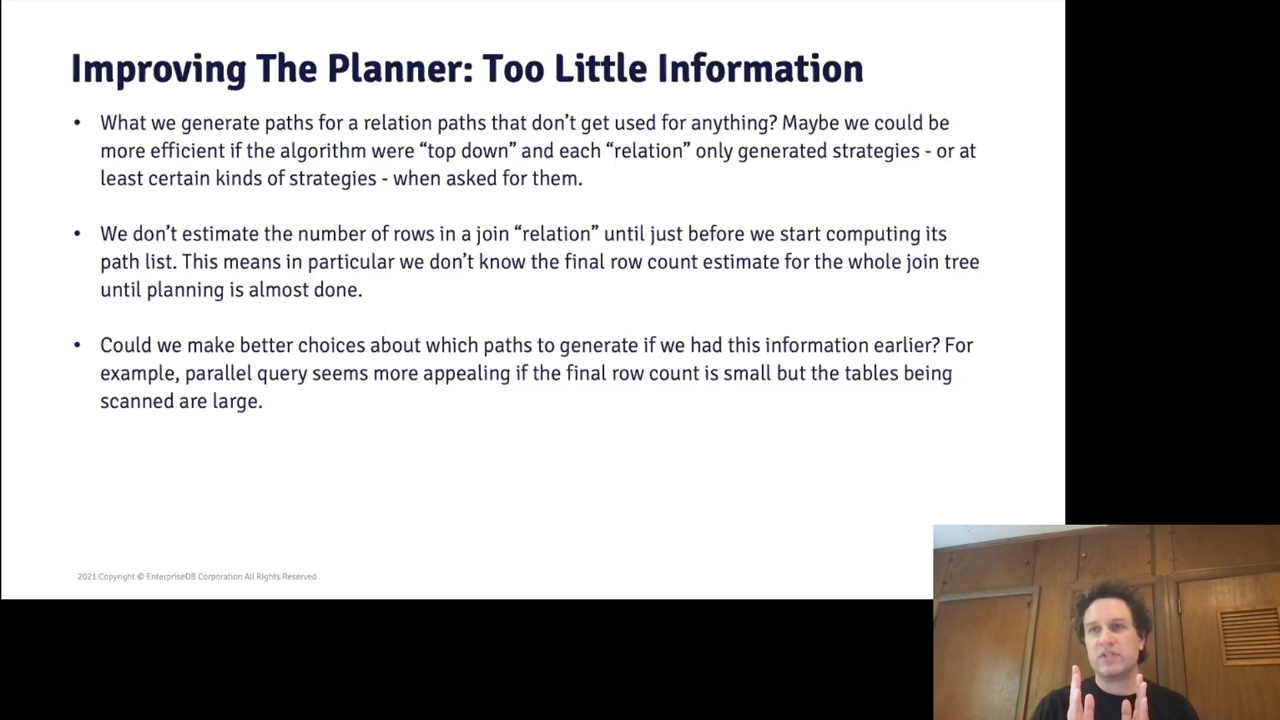 Improving The Planner: Too Little Information
• What we generate paths for a relation paths that don’t get used for anything? Maybe we could be
more efficient if the algorithm were “top down” and each “relation” only generated strategies - or at
least certain kinds of strategies - when asked for them.
• We don’t estimate the number of rows in a join “relation” until just before we start computing its
path list. This means in particular we don’t know the final row count estimate for the whole join tree
until planning is almost done.
• Could we make better choices about which paths to generate if we had this information earlier? For
example, parallel query seems more appealing if the final row count is small but the tables being
scanned are large.
2021 Copyright © EnterpriseDB Corporation All Rights Reserved